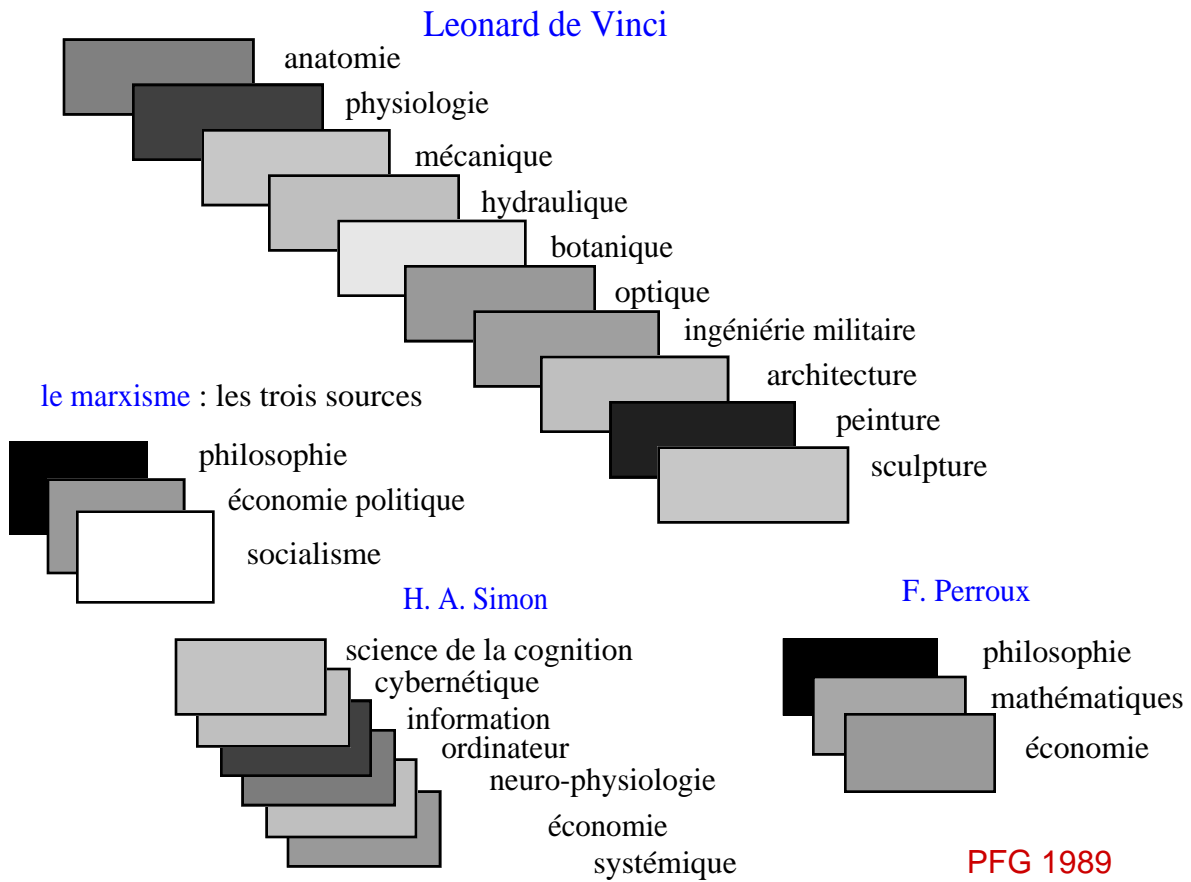 Leonard de Vinci
anatomie
physiologie
mécanique
hydraulique
botanique
optique
ingéniérie militaire
architecture
peinture
sculpture
le marxisme : les trois sources
philosophie
économie politique
socialisme
H. A. Simon
science de la cognition
cybernétique
information
ordinateur
neuro-physiologie
économie
systémique
F. Perroux
philosophie
mathématiques
économie
PFG 1989